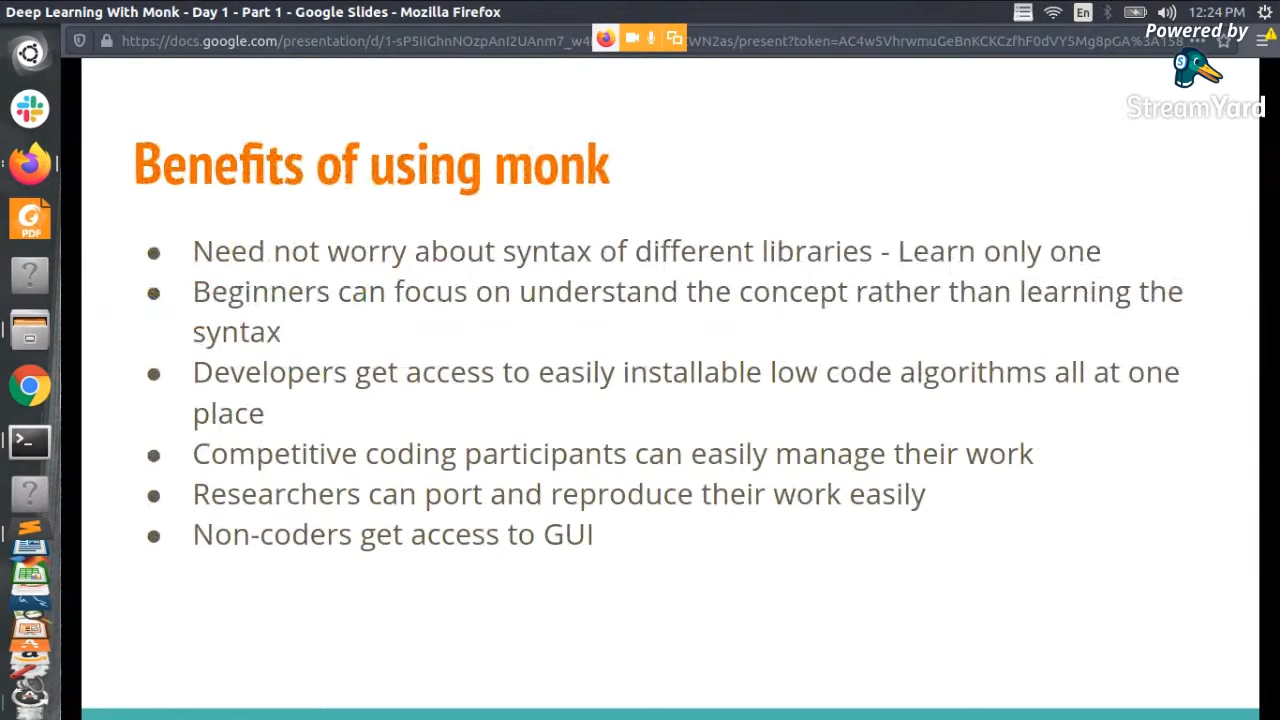 Deep Learning With Monk - Day 1 - Part 1 - Google Slides - Mozilla Firefox
En
12:24 PM
Powered by
StreamYard
Benefits of using monk
● Need not worry about syntax of different libraries - Learn only one
● Beginners can focus on understand the concept rather than learning the
syntax
● Developers get access to easily installable low code algorithms all at one
place
● Competitive coding participants can easily manage their work
● Researchers can port and reproduce their work easily
● Non-coders get access to GUI
PDF